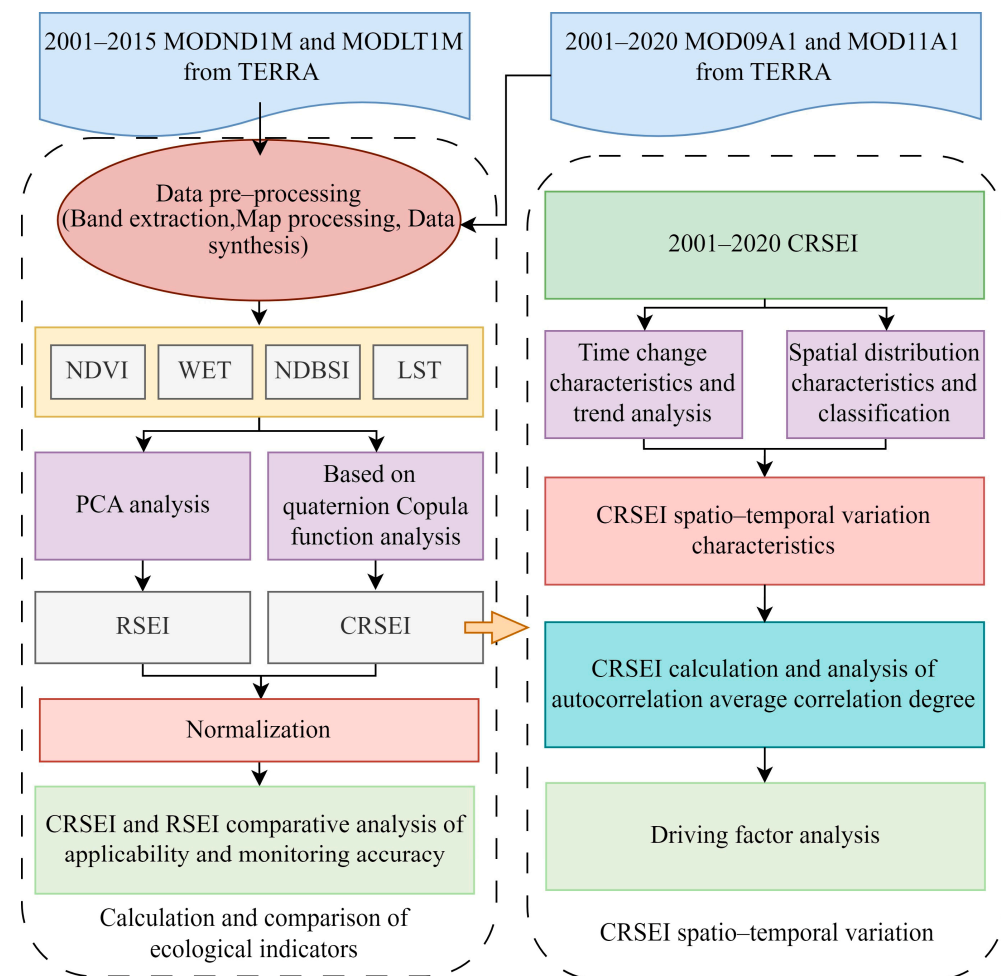 2001–2015 MODND1M and MODLT1M
from TERRA
2001–2020 MOD09A1 and MOD11A1
from TERRA
Data pre–processing
(Band extraction,Map processing, Data
synthesis)
NDVI
WET
NDBSI
LST
PCA analysis
Based on
quaternion Copula
function analysis
RSEI
CRSEI
Normalization
CRSEI and RSEI comparative analysis of
applicability and monitoring accuracy
Calculation and comparison of
ecological indicators
2001–2020 CRSEI
Time change
characteristics and
trend analysis
Spatial distribution
characteristics and
classification
CRSEI spatio–temporal variation
characteristics
CRSEI calculation and analysis of
autocorrelation average correlation degree
Driving factor analysis
CRSEI spatio–temporal variation